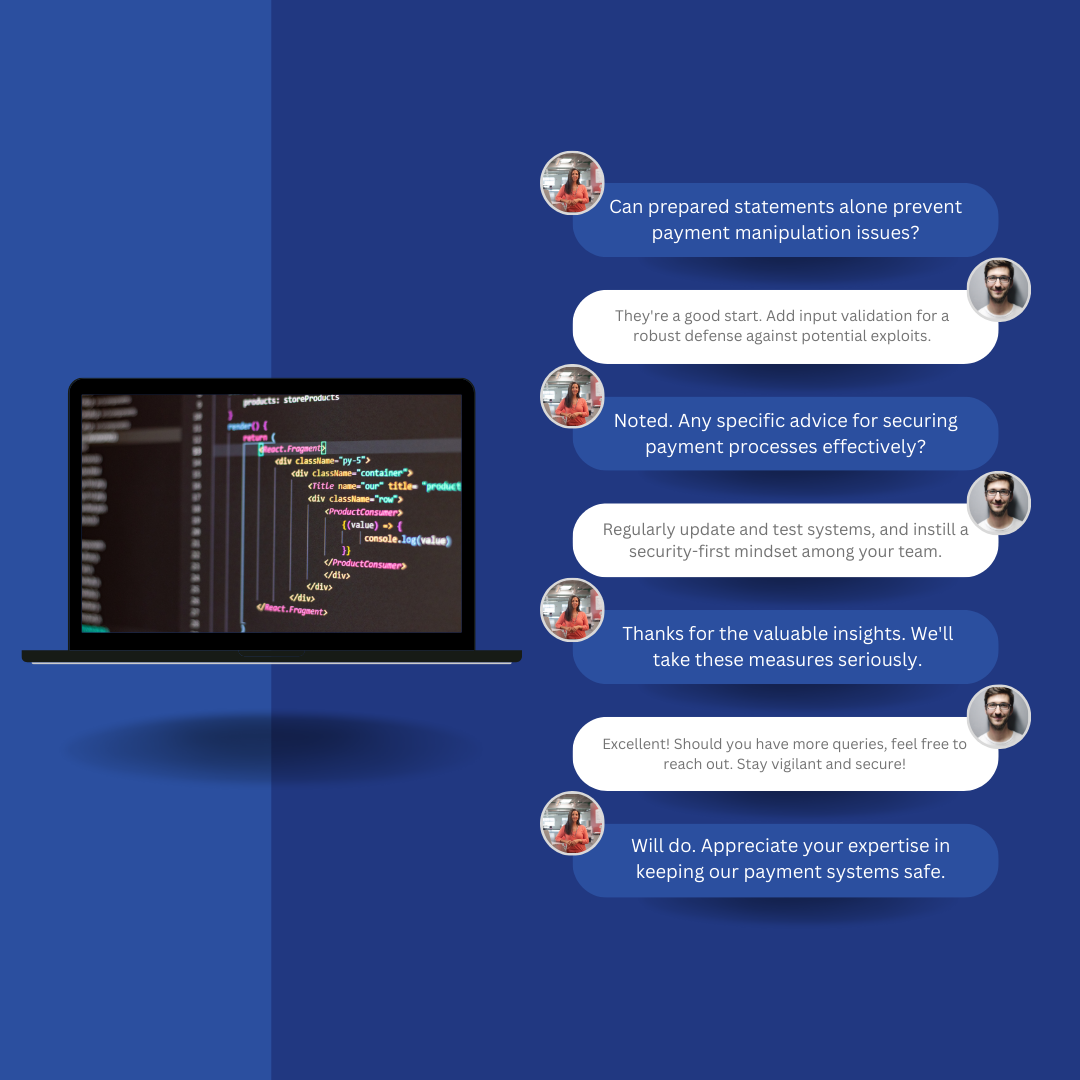 Can prepared statements alone prevent
payment manipulation issues?
They're a good start. Add input validation for a
robust defense against potential exploits.
Noted. Any specific advice for securing
payment processes effectively?
Regularly update and test systems, and instill a
security-first mindset among your team.
Thanks for the valuable insights. We'll
take these measures seriously.
Excellent! Should you have more queries, feel free to
reach out. Stay vigilant and secure!
Will do. Appreciate your expertise in
keeping our payment systems safe.
products: storeProducts
}
render() {
return (
<React.Fragment>
<div className="py-5">
<div className="container">
<Title name="our" title= "product
<div className="row">
<ProductConsumer>
{(value) => {
console.log(value)
}}
</ProductConsumer>
</div>
</div>
</div>
</React.Fragment>